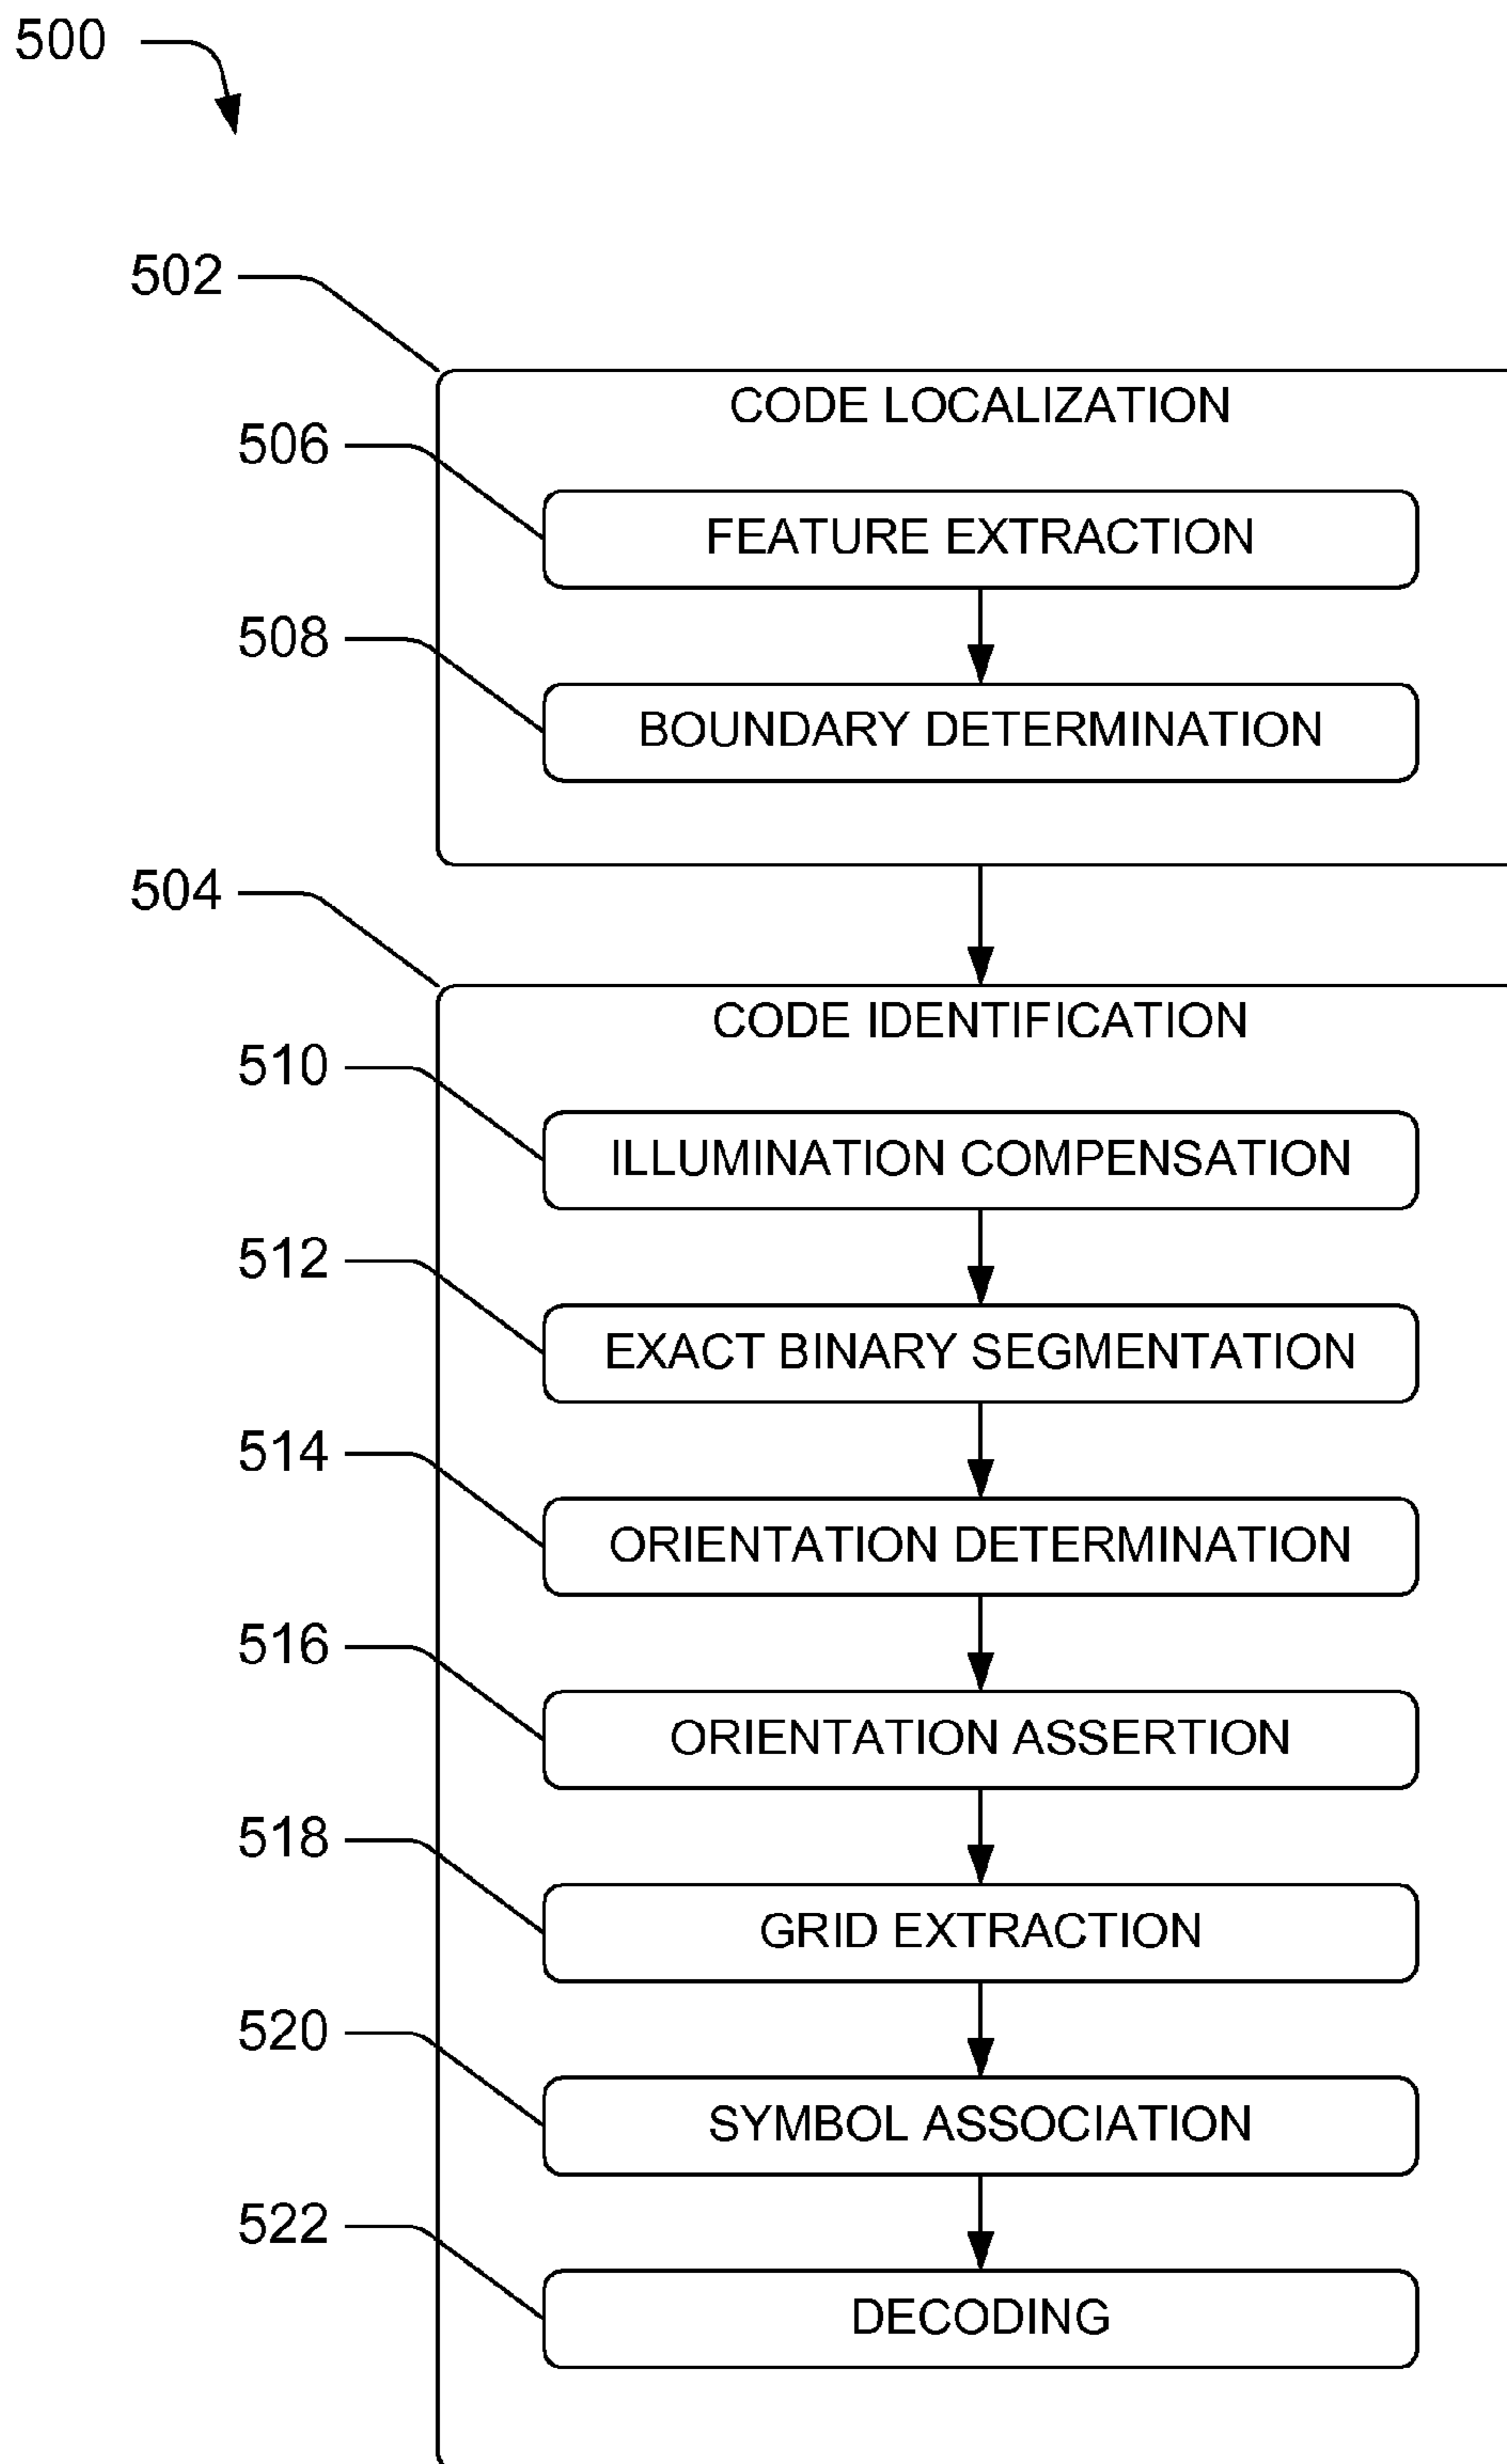 500
502
CODE LOCALIZATION
506
FEATURE EXTRACTION
508
BOUNDARY DETERMINATION
504
CODE IDENTIFICATION
510
ILLUMINATION COMPENSATION
512
EXACT BINARY SEGMENTATION
514
ORIENTATION DETERMINATION
516
ORIENTATION ASSERTION
518
GRID EXTRACTION
520
SYMBOL ASSOCIATION
522
DECODING